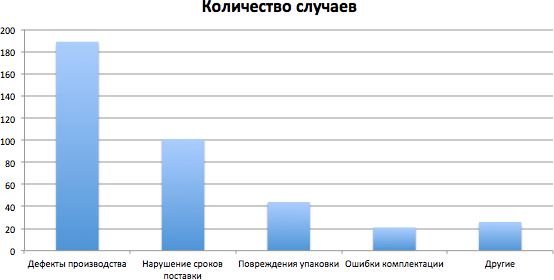 Количество случаев
200
180
160
140
120
100
80
60
40
20
0
Дефекты производства
Нарушение сроков
поставки
Повреждения упаковки
Ошибки комплектации
Другие